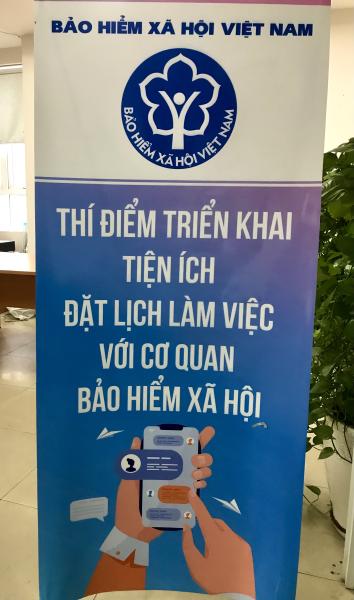 BẢO HIỂM XÃ HỘI VIỆT NAM
BẢO HIỂM XÃ HỘI VIỆT NAM
THÍ ĐIỂM TRIỂN KHAI
TIỆN ÍCH
ĐẶT LỊCH LÀM VIỆC
VỚI CƠ QUAN
BẢO HIỂM XÃ HỘI